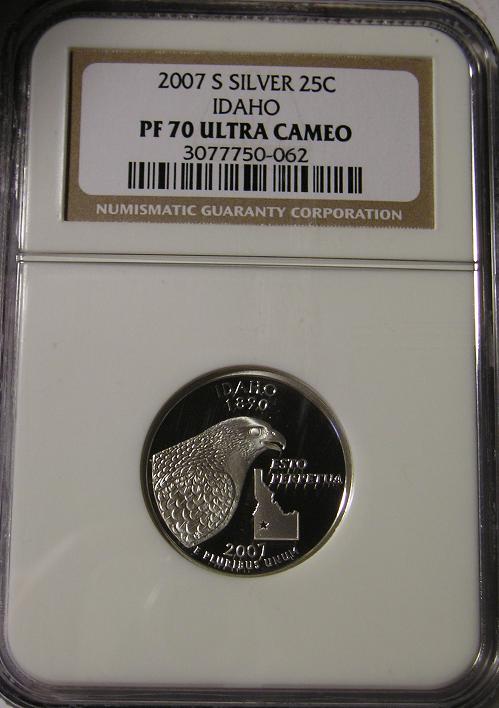 2007 S SILVER 25C
IDAHO
PF 70 ULTRA CAMEO
3077750-062
NUMISMATIC GUARANTY CORPORATION
IDAHO
1890
ESTO
PERPETUA
2007
E PLURIBUS UNUM